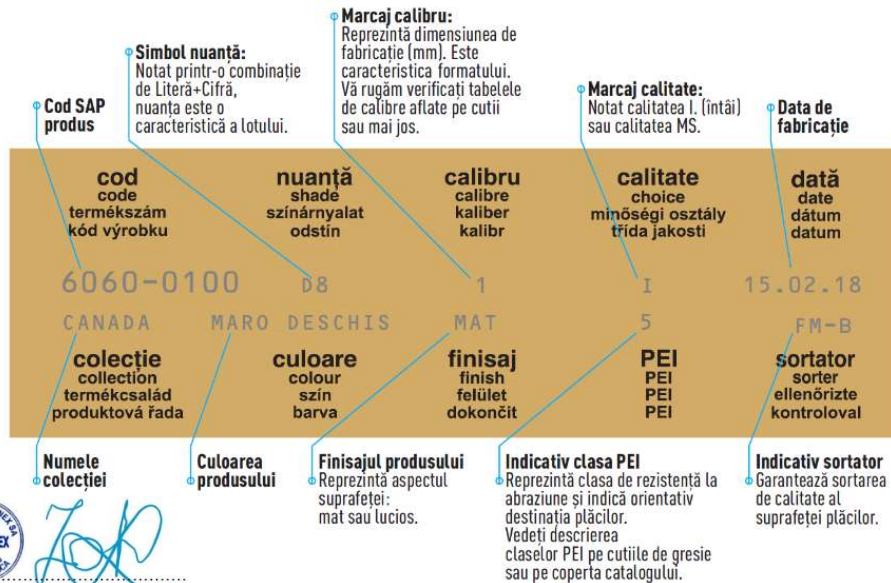 Cod SAP
produs
Simbol nuanță:
Notat printr-o combinație
de Literă+Cifră,
nuanța este o
caracteristică a lotului.
Marcaj calibru:
Reprezintă dimensiunea de
fabricație (mm). Este
caracteristica formatului.
Vă rugăm verificați tabelele
de calibre aflate pe cutii
sau mai jos.
Marcaj calitate:
Notat calitatea I. (întâi)
sau calitatea MS.
Data de
fabricație
cod
code
termékszám
kód výrobku
nuanță
shade
színárnyalat
odstín
calibru
calibre
kaliber
kalibr
calitate
choice
minőségi osztály
třída jakosti
dată
date
dátum
datum
6060-0100 D8 1 I 15.02.18
CANADA MARO DESCHIS MAT 5 FM-B
colecție
collection
termékcsalád
produktová řada
culoare
colour
szín
barva
finisaj
finish
felület
dokončit
PEI
PEI
PEI
PEI
sortator
sorter
ellenőrizte
kontroloval
Numele
colecției
Culoarea
produsului
Finisajul produsului
Reprezintă aspectul
suprafeței:
mat sau lucios.
Indicativ clasa PEI
Reprezintă clasa de rezistență la
abraziune și indică orientativ
destinația plăcilor.
Vedeți descrierea
claselor PEI pe cutiile de gresie
sau pe coperta catalogului.
Indicativ sortator
Garantează sortarea
de calitate al
suprafeței plăcilor.